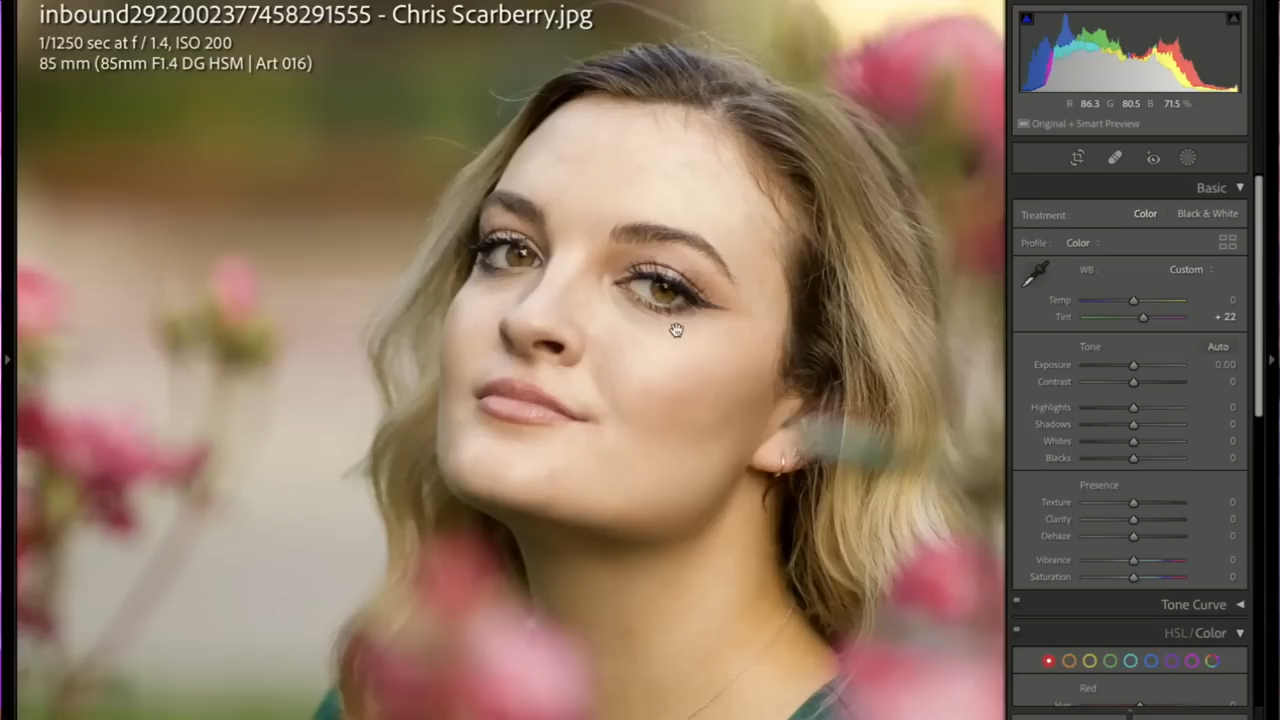 inbound2922002377458291555 - Chris Scarberry.jpg
1/1250 sec at f / 1.4, ISO 200
85 mm (85mm F1.4 DG HSM | Art 016)
R 86.3 G 80.5 B 71.5 %
Original + Smart Preview
Basic
Treatment : Color Black & White
Profile : Color
WB : Custom
Temp 0
Tint + 22
Tone Auto
Exposure 0.00
Contrast 0
Highlights 0
Shadows 0
Whites 0
Blacks 0
Presence
Texture 0
Clarity 0
Dehaze 0
Vibrance 0
Saturation 0
Tone Curve
HSL / Color
Red